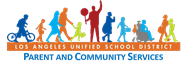 LOS ANGELES UNIFIED SCHOOL DISTRICT
PARENT AND COMMUNITY SERVICES